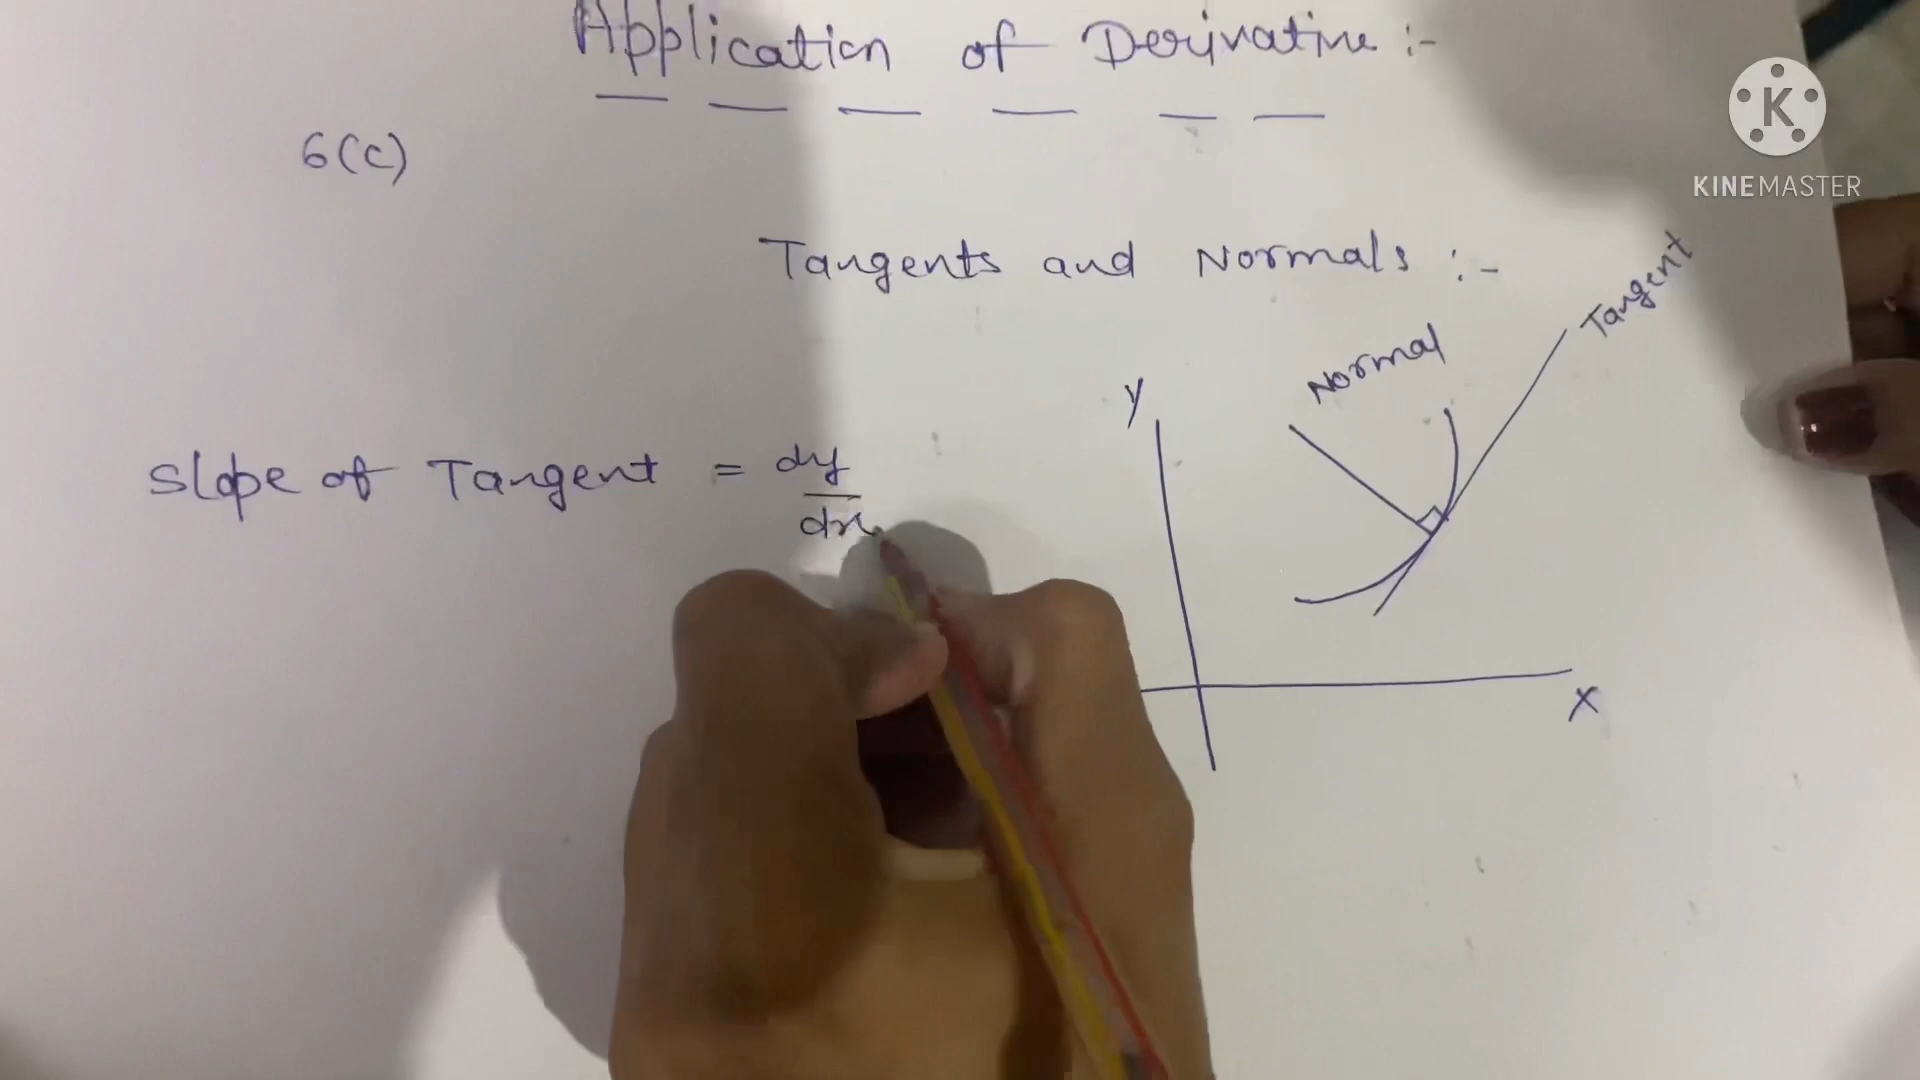 Application of Derivative :-
6(C)
Tangents and Normals :-
Tangent
Normal
Y
Slope of Tangent = dy/dx
X
K
KINEMASTER